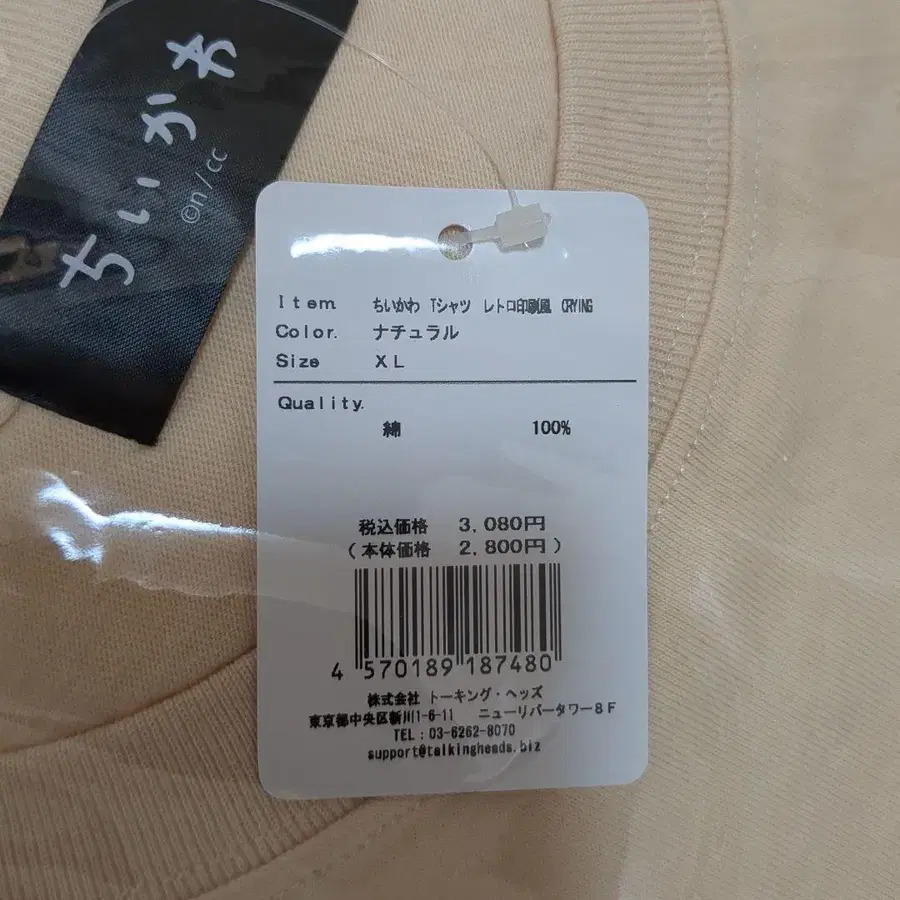 ちいかわ
©n/cc
Item ちいかわ Tシャツ レトロ印刷風 CRYING
Color. ナチュラル
Size XL
Quality.
綿 100%
税込価格 3,080円
(本体価格 2,800円)
4 570189 187480
株式会社 トーキング・ヘッズ
東京都中央区新川1-6-11 ニューリバータワー8F
TEL:03-6262-8070
support@talkingheads.biz